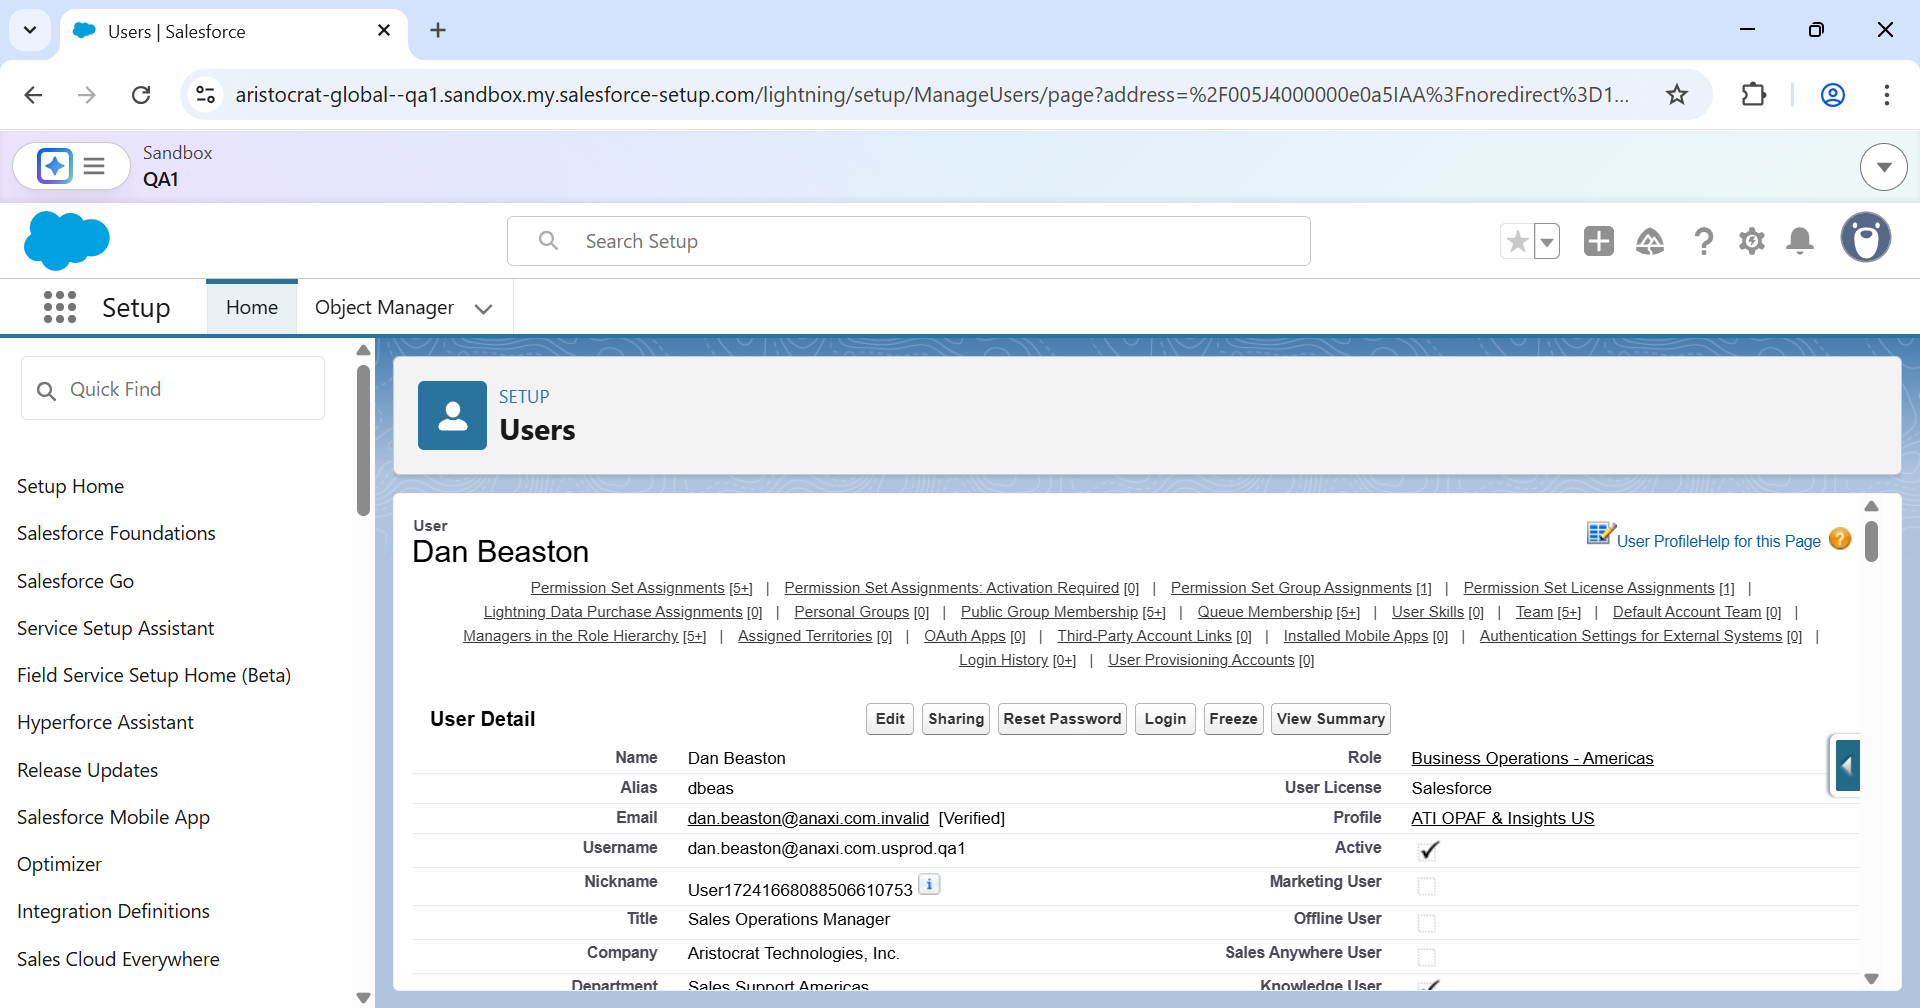 Users | Salesforce
aristocrat-global--qa1.sandbox.my.salesforce-setup.com/lightning/setup/ManageUsers/page?address=%2F005J4000000e0a5IAA%3Fnoredirect%3D1...
Sandbox
QA1
Search Setup
Setup
Home
Object Manager
Quick Find
Setup Home
Salesforce Foundations
Salesforce Go
Service Setup Assistant
Field Service Setup Home (Beta)
Hyperforce Assistant
Release Updates
Salesforce Mobile App
Optimizer
Integration Definitions
Sales Cloud Everywhere
SETUP
Users
User
Dan Beaston
User ProfileHelp for this Page
Permission Set Assignments [5+] | Permission Set Assignments: Activation Required [0] | Permission Set Group Assignments [1] | Permission Set License Assignments [1] |
Lightning Data Purchase Assignments [0] | Personal Groups [0] | Public Group Membership [5+] | Queue Membership [5+] | User Skills [0] | Team [5+] | Default Account Team [0] |
Managers in the Role Hierarchy [5+] | Assigned Territories [0] | OAuth Apps [0] | Third-Party Account Links [0] | Installed Mobile Apps [0] | Authentication Settings for External Systems [0] |
Login History [0+] | User Provisioning Accounts [0]
User Detail
Edit Sharing Reset Password Login Freeze View Summary
Name Dan Beaston Role Business Operations - Americas
Alias dbeas User License Salesforce
Email dan.beaston@anaxi.com.invalid [Verified] Profile ATI OPAF & Insights US
Username dan.beaston@anaxi.com.usprod.qa1 Active
Nickname User17241668088506610753 Marketing User
Title Sales Operations Manager Offline User
Company Aristocrat Technologies, Inc. Sales Anywhere User
Department Sales Support Americas Knowledge User